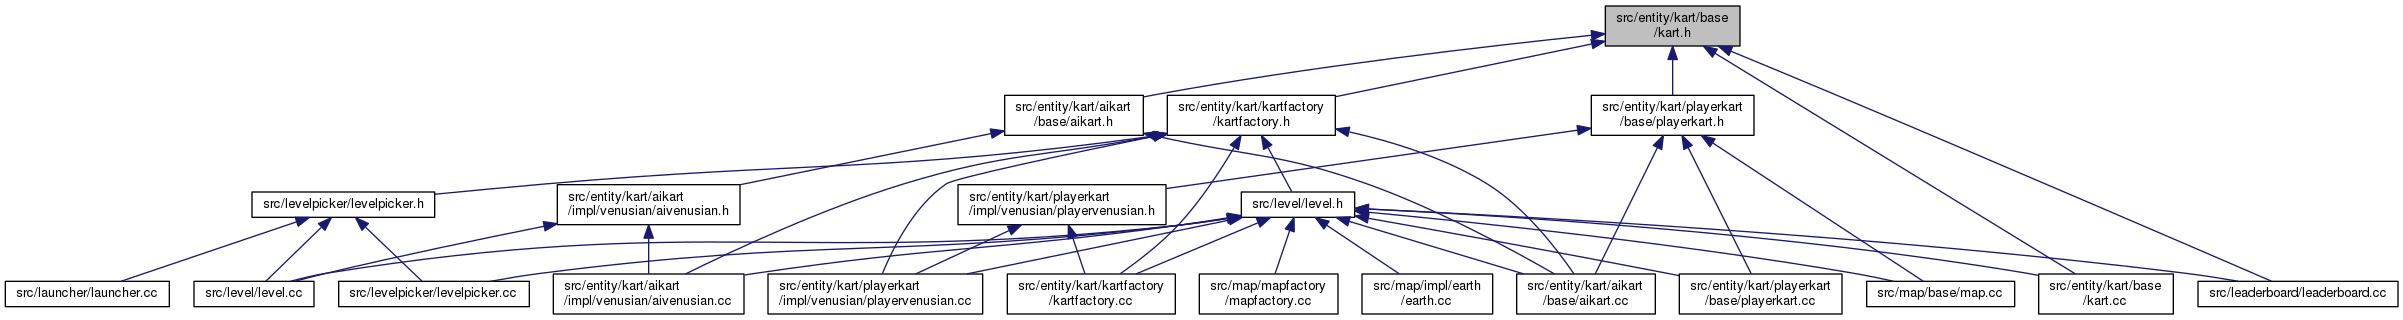 src/entity/kart/base
/kart.h
src/entity/kart/aikart
/base/aikart.h
src/entity/kart/kartfactory
/kartfactory.h
src/entity/kart/playerkart
/base/playerkart.h
src/levelpicker/levelpicker.h
src/entity/kart/aikart
/impl/venusian/aivenusian.h
src/entity/kart/playerkart
/impl/venusian/playervenusian.h
src/level/level.h
src/launcher/launcher.cc
src/level/level.cc
src/levelpicker/levelpicker.cc
src/entity/kart/aikart
/impl/venusian/aivenusian.cc
src/entity/kart/playerkart
/impl/venusian/playervenusian.cc
src/entity/kart/kartfactory
/kartfactory.cc
src/map/mapfactory
/mapfactory.cc
src/map/impl/earth
/earth.cc
src/entity/kart/aikart
/base/aikart.cc
src/entity/kart/playerkart
/base/playerkart.cc
src/map/base/map.cc
src/entity/kart/base
/kart.cc
src/leaderboard/leaderboard.cc